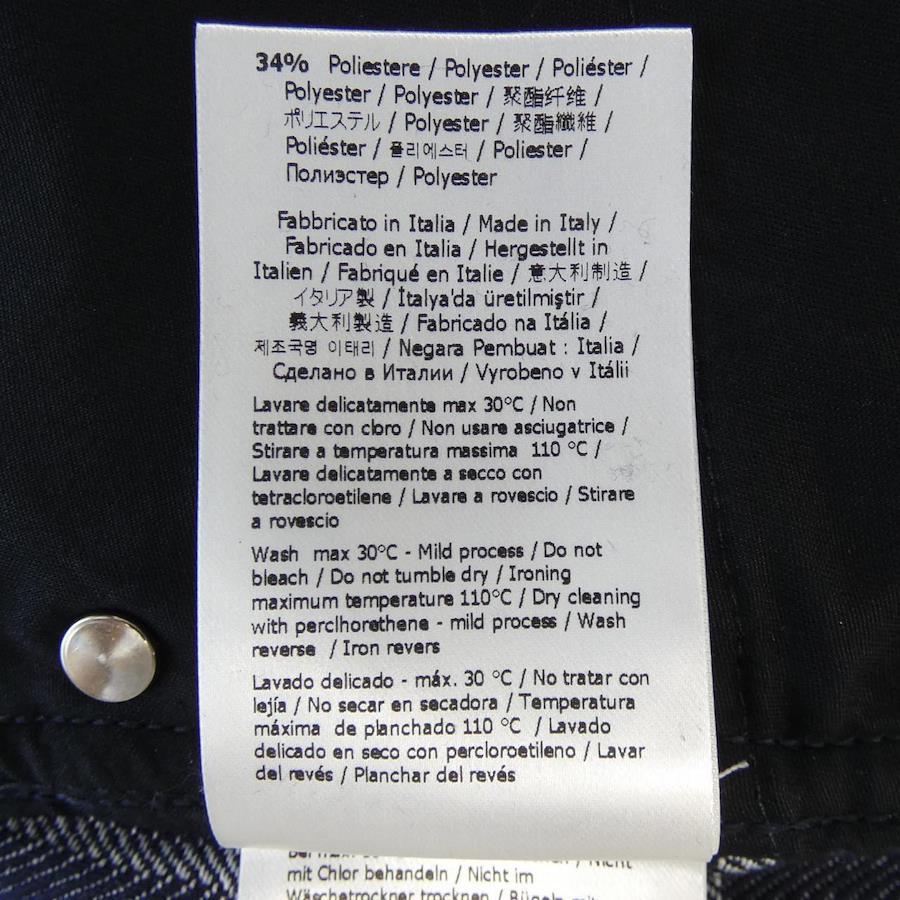 34% Poliestere / Polyester / Poliéster /
Polyester / Polyester / 聚酯纤维 /
ポリエステル / Polyester / 聚酯纖維 /
Poliéster / 폴리에스터 / Poliester /
Полиэстер / Polyester
Fabbricato in Italia / Made in Italy /
Fabricado en Italia / Hergestellt in
Italien / Fabriqué en Italie / 意大利制造 /
イタリア製 / İtalya'da üretilmiştir /
義大利製造 / Fabricado na Itália /
제조국명 이태리 / Negara Pembuat : Italia /
Сделано в Италии / Vyrobeno v Itálii
Lavare delicatamente max 30°C / Non
trattare con cloro / Non usare asciugatrice /
Stirare a temperatura massima 110 °C /
Lavare delicatamente a secco con
tetracloroetilene / Lavare a rovescio / Stirare
a rovescio
Wash max 30°C - Mild process / Do not
bleach / Do not tumble dry / Ironing
maximum temperature 110°C / Dry cleaning
with perclhorethene - mild process / Wash
reverse / Iron revers
Lavado delicado - máx. 30 °C / No tratar con
lejía / No secar en secadora / Temperatura
máxima de planchado 110 °C / Lavado
delicado en seco con percloroetileno / Lavar
del revés / Planchar del revés
mit Chlor behandeln / Nicht im
Wäschetrockner trocknen / Bügeln mit